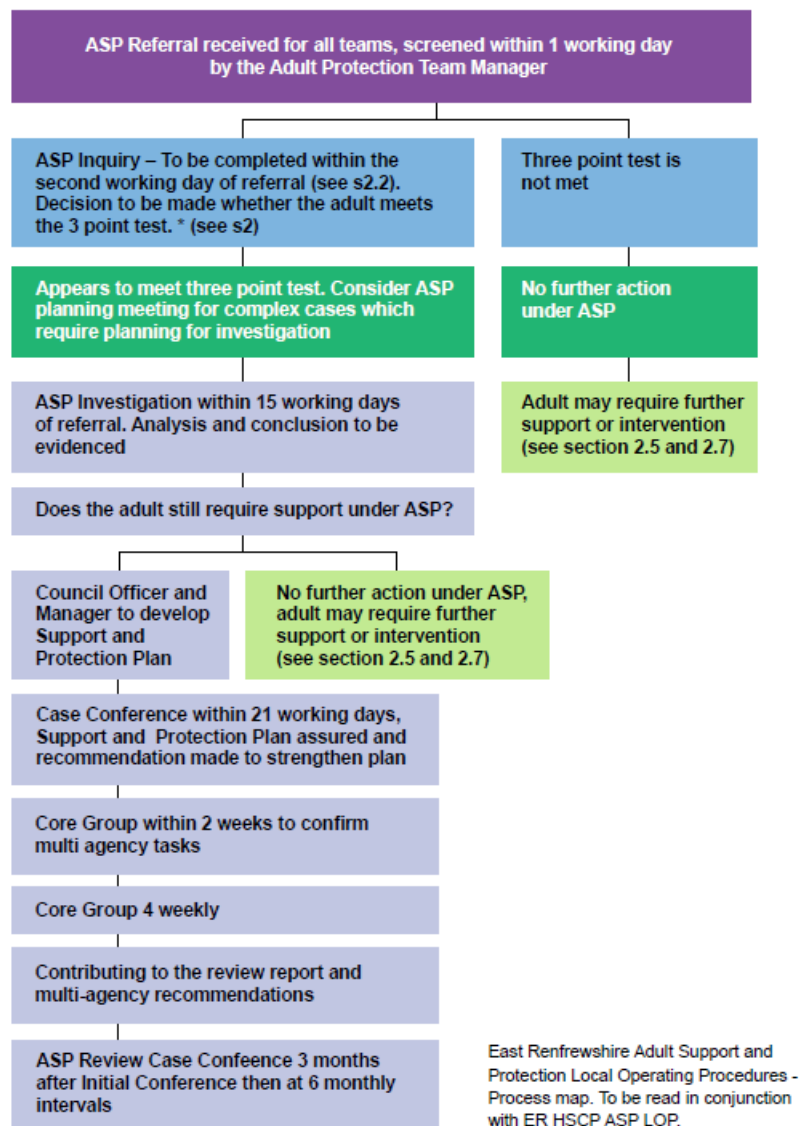 ASP Referral received for all teams, screened within 1 working day
by the Adult Protection Team Manager
ASP Inquiry – To be completed within the
second working day of referral (see s2.2).
Decision to be made whether the adult meets
the 3 point test. * (see s2)
Three point test is
not met
Appears to meet three point test. Consider ASP
planning meeting for complex cases which
require planning for investigation
No further action
under ASP
ASP Investigation within 15 working days
of referral. Analysis and conclusion to be
evidenced
Adult may require further
support or intervention
(see section 2.5 and 2.7)
Does the adult still require support under ASP?
Council Officer and
Manager to develop
Support and
Protection Plan
No further action under ASP,
adult may require further
support or intervention
(see section 2.5 and 2.7)
Case Conference within 21 working days,
Support and Protection Plan assured and
recommendation made to strengthen plan
Core Group within 2 weeks to confirm
multi agency tasks
Core Group 4 weekly
Contributing to the review report and
multi-agency recommendations
ASP Review Case Confeence 3 months
after Initial Conference then at 6 monthly
intervals
East Renfrewshire Adult Support and
Protection Local Operating Procedures -
Process map. To be read in conjunction
with ER HSCP ASP LOP.